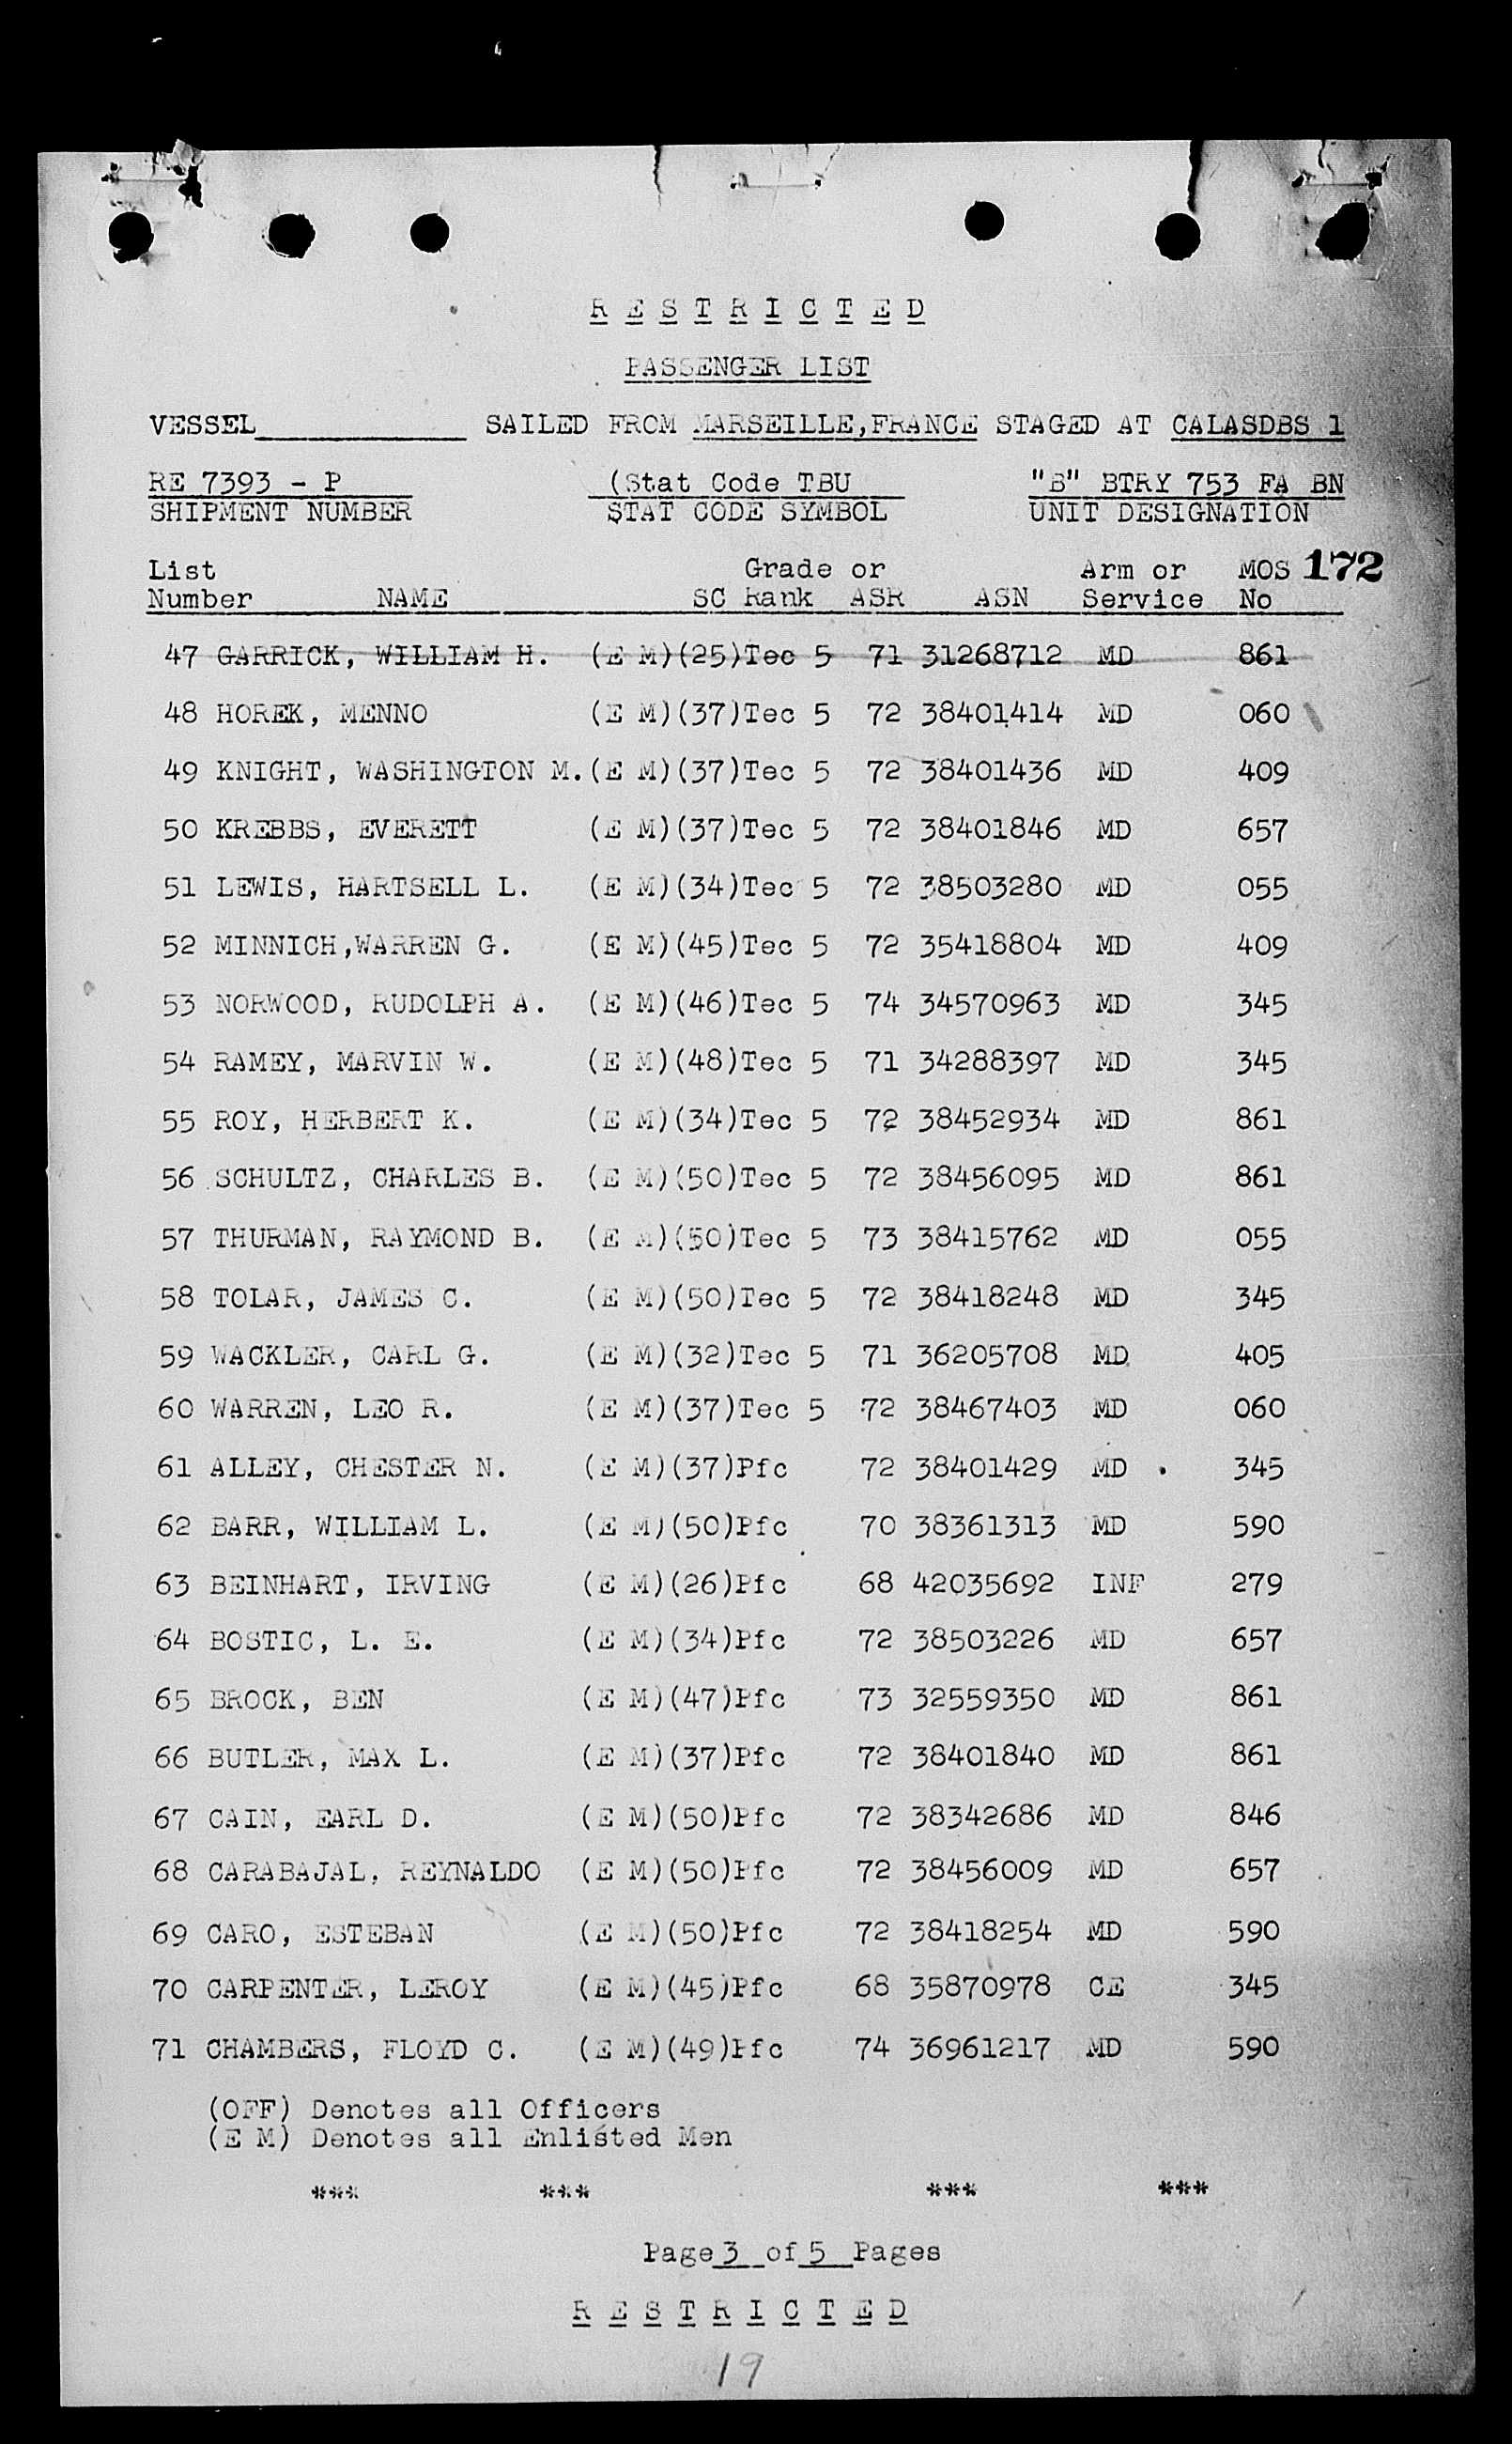 R E S T R I C T E D
PASSENGER LIST
VESSEL____________ SAILED FROM MARSEILLE,FRANCE STAGED AT CALASDBS 1
RE 7393 - P (Stat Code TBU "B" BTRY 753 FA BN
SHIPMENT NUMBER STAT CODE SYMBOL UNIT DESIGNATION
List Grade or Arm or MOS 172
Number NAME SC Rank ASR ASN Service No
47 GARRICK, WILLIAM H. (E M)(25)Tec 5 71 31268712 MD 861
48 HOREK, MENNO (E M)(37)Tec 5 72 38401414 MD 060
49 KNIGHT, WASHINGTON M.(E M)(37)Tec 5 72 38401436 MD 409
50 KREBBS, EVERETT (E M)(37)Tec 5 72 38401846 MD 657
51 LEWIS, HARTSELL L. (E M)(34)Tec 5 72 38503280 MD 055
52 MINNICH,WARREN G. (E M)(45)Tec 5 72 35418804 MD 409
53 NORWOOD, RUDOLPH A. (E M)(46)Tec 5 74 34570963 MD 345
54 RAMEY, MARVIN W. (E M)(48)Tec 5 71 34288397 MD 345
55 ROY, HERBERT K. (E M)(34)Tec 5 72 38452934 MD 861
56 SCHULTZ, CHARLES B. (E M)(50)Tec 5 72 38456095 MD 861
57 THURMAN, RAYMOND B. (E M)(50)Tec 5 73 38415762 MD 055
58 TOLAR, JAMES C. (E M)(50)Tec 5 72 38418248 MD 345
59 WACKLER, CARL G. (E M)(32)Tec 5 71 36205708 MD 405
60 WARREN, LEO R. (E M)(37)Tec 5 72 38467403 MD 060
61 ALLEY, CHESTER N. (E M)(37)Pfc 72 38401429 MD 345
62 BARR, WILLIAM L. (E M)(50)Pfc 70 38361313 MD 590
63 BEINHART, IRVING (E M)(26)Pfc 68 42035692 INF 279
64 BOSTIC, L. E. (E M)(34)Pfc 72 38503226 MD 657
65 BROCK, BEN (E M)(47)Pfc 73 32559350 MD 861
66 BUTLER, MAX L. (E M)(37)Pfc 72 38401840 MD 861
67 CAIN, EARL D. (E M)(50)Pfc 72 38342686 MD 846
68 CARABAJAL, REYNALDO (E M)(50)Pfc 72 38456009 MD 657
69 CARO, ESTEBAN (E M)(50)Pfc 72 38418254 MD 590
70 CARPENTER, LEROY (E M)(45)Pfc 68 35870978 CE 345
71 CHAMBERS, FLOYD C. (E M)(49)Pfc 74 36961217 MD 590
(OFF) Denotes all Officers
(E M) Denotes all Enlisted Men
*** *** *** ***
Page 3 of 5 Pages
R E S T R I C T E D
19